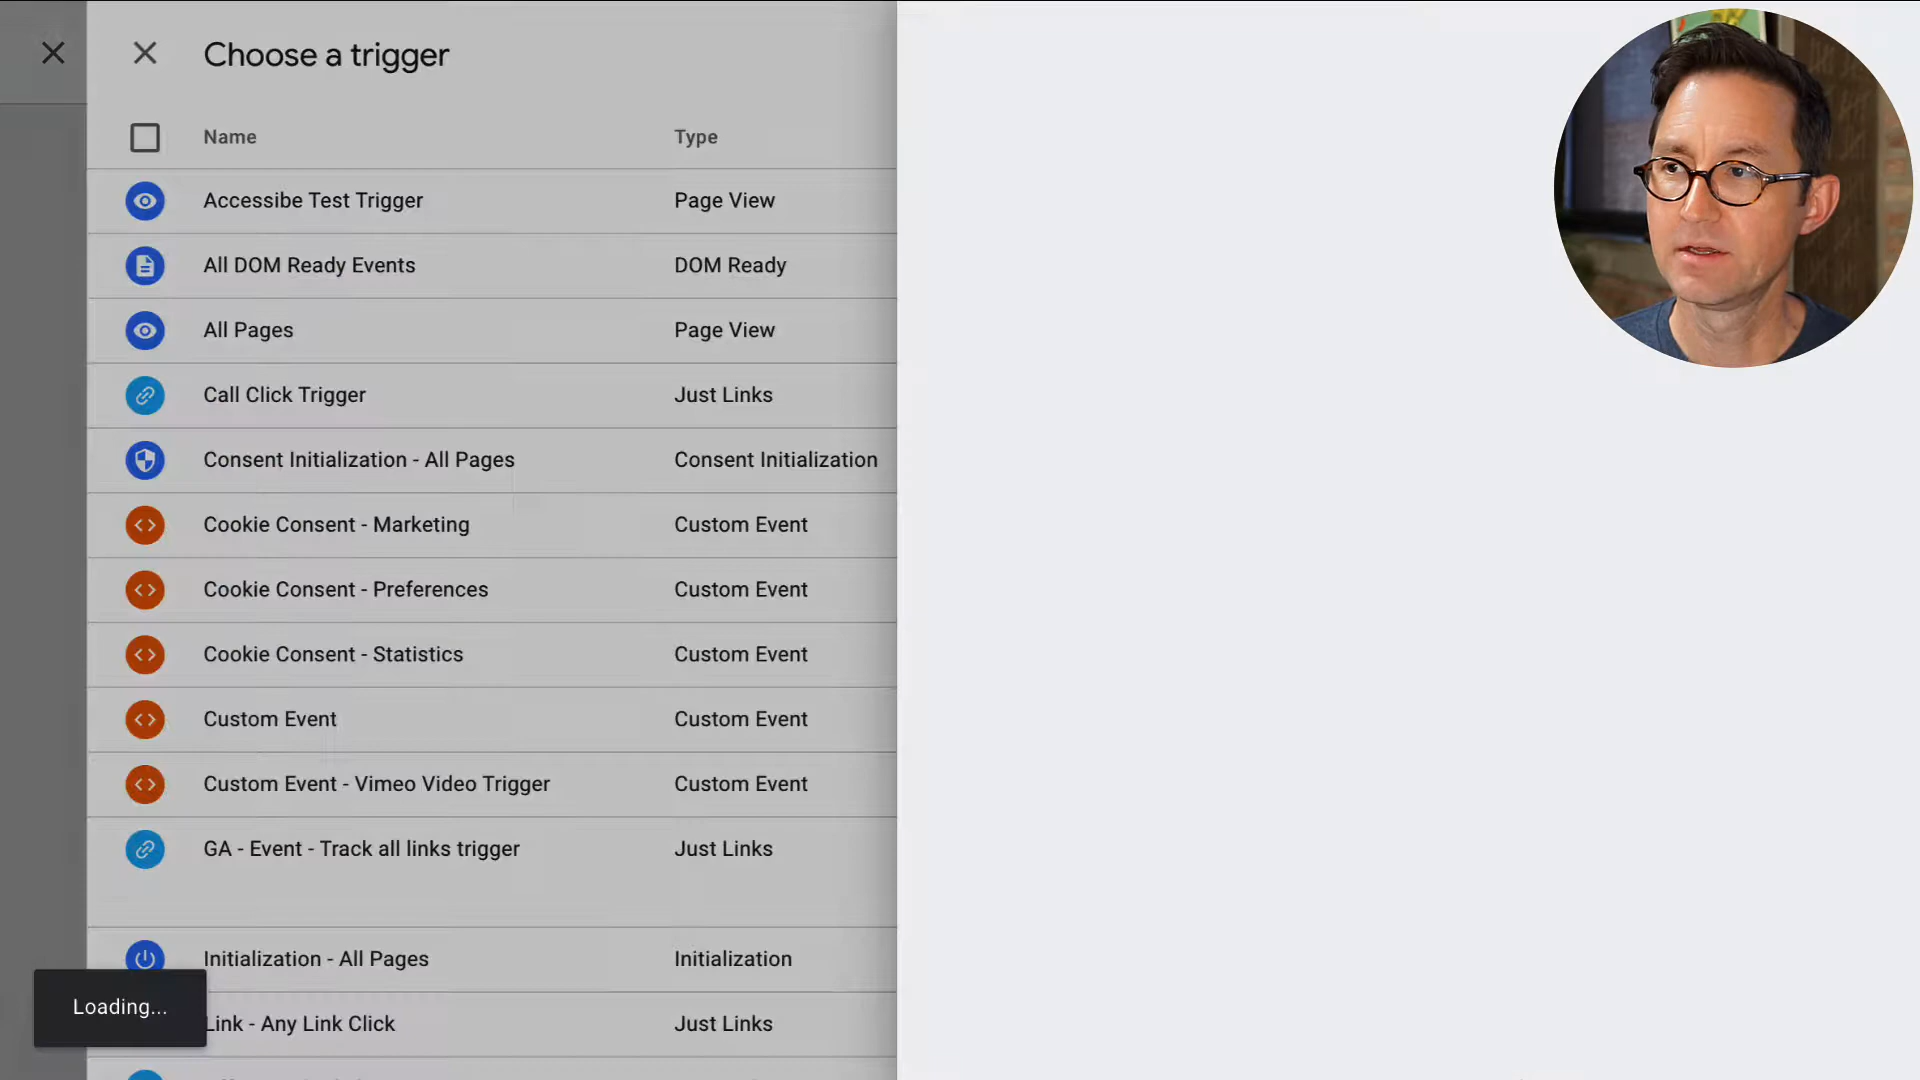 Choose a trigger
Name Type
Accessibe Test Trigger Page View
All DOM Ready Events DOM Ready
All Pages Page View
Call Click Trigger Just Links
Consent Initialization - All Pages Consent Initialization
Cookie Consent - Marketing Custom Event
Cookie Consent - Preferences Custom Event
Cookie Consent - Statistics Custom Event
Custom Event Custom Event
Custom Event - Vimeo Video Trigger Custom Event
GA - Event - Track all links trigger Just Links
Initialization - All Pages Initialization
Loading...
Link - Any Link Click Just Links